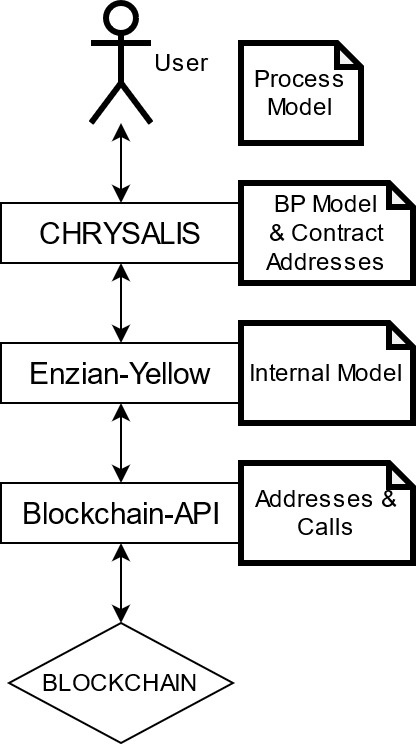 User
Process
Model
CHRYSALIS
BP Model
& Contract
Addresses
Enzian-Yellow
Internal Model
Blockchain-API
Addresses &
Calls
BLOCKCHAIN